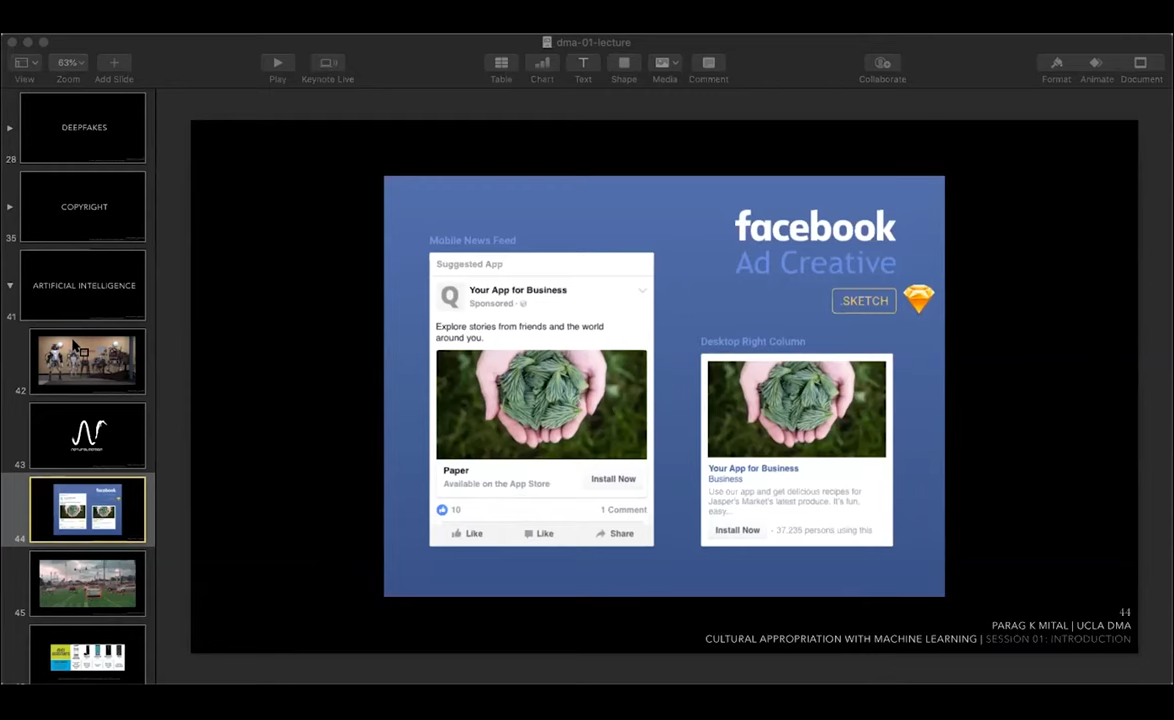 dma-01-lecture
63%
View
Zoom
Add Slide
Play
Keynote Live
Table
Chart
Text
Shape
Media
Comment
Collaborate
Format
Animate
Document
DEEPFAKES
28
COPYRIGHT
35
ARTIFICIAL INTELLIGENCE
41
42
43
44
45
facebook
Ad Creative
.SKETCH
Mobile News Feed
Suggested App
Q
Your App for Business
Sponsored
Explore stories from friends and the world
around you.
Paper
Available on the App Store
Install Now
10
1 Comment
Like
Like
Share
Desktop Right Column
Your App for Business
Business
Use our app and get delicious recipes for
Jasper's Market's latest produce. It's fun,
easy...
Install Now
37,235 persons using this
44
PARAG K MITAL | UCLA DMA
CULTURAL APPROPRIATION WITH MACHINE LEARNING | SESSION 01: INTRODUCTION